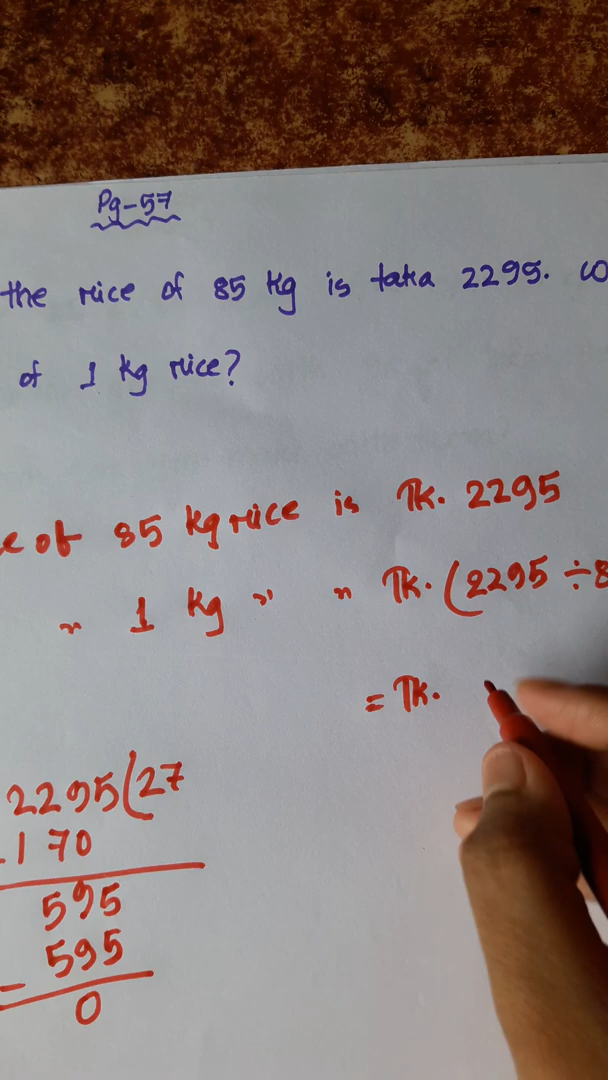 Pg-57
the rice of 85 kg is taka 2295.
of 1 kg rice?
of 85 kg rice is Tk. 2295
" 1 kg " " Tk. (2295 ÷ 8
= Tk.
2295(27
170
595
- 595
0